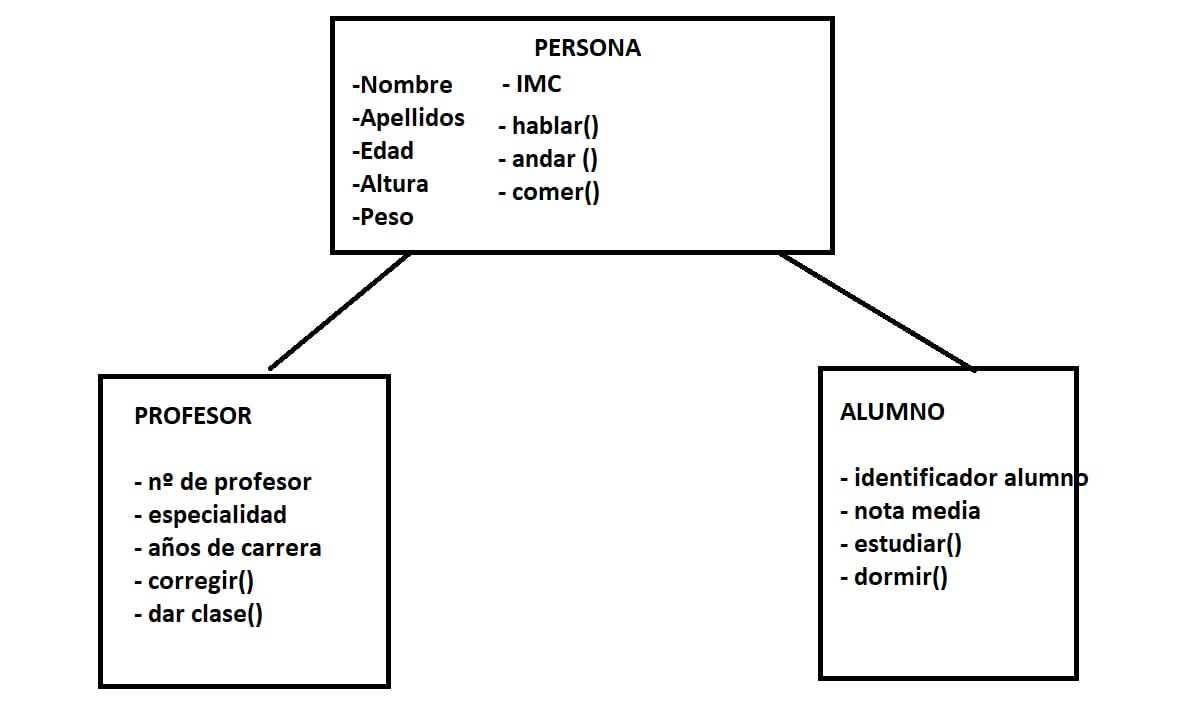 PERSONA
-Nombre
-Apellidos
-Edad
-Altura
-Peso
- IMC
- hablar()
- andar ()
- comer()
PROFESOR
- nº de profesor
- especialidad
- años de carrera
- corregir()
- dar clase()
ALUMNO
- identificador alumno
- nota media
- estudiar()
- dormir()